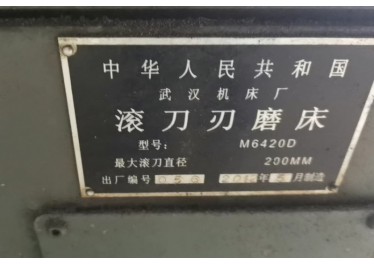 中华人民共和国
武汉机床厂
滚刀刃磨床
型号: M6420D
最大滚刀直径 200MM
出厂编号 年 月制造